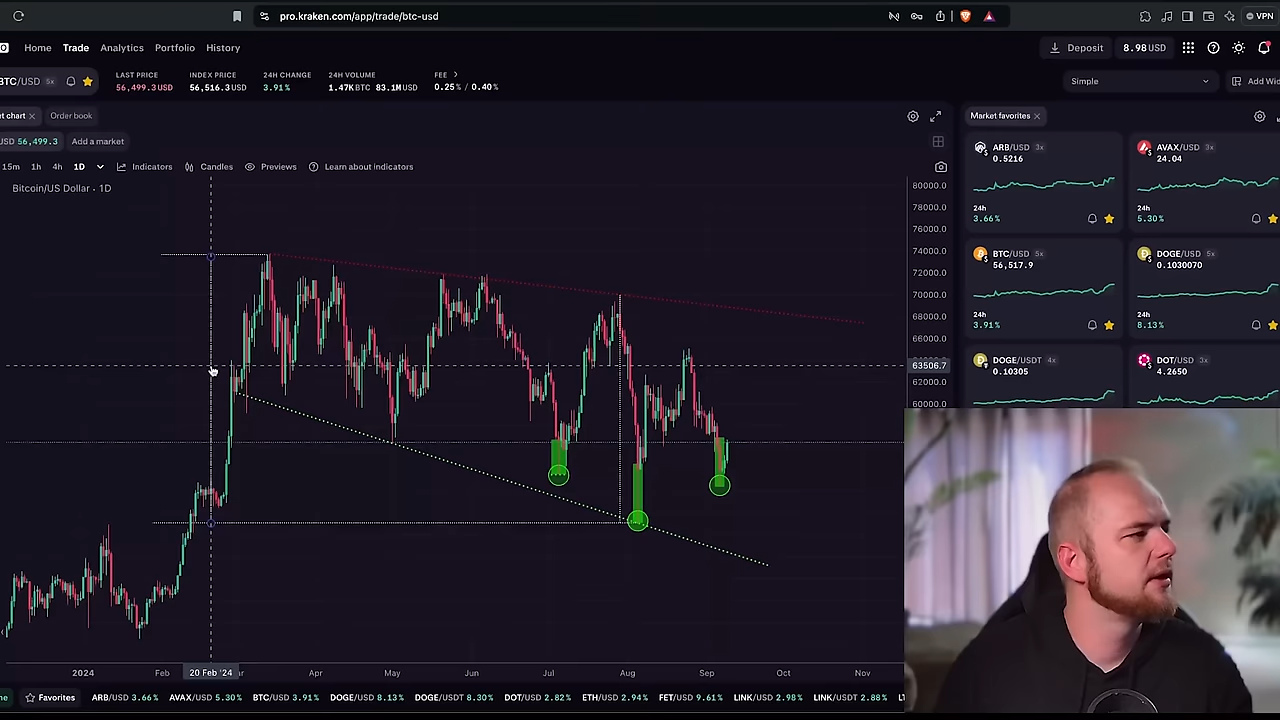 pro.kraken.com/app/trade/btc-usd
VPN
Home Trade Analytics Portfolio History
Deposit 8.98 USD
BTC/USD 5x
LAST PRICE INDEX PRICE 24H CHANGE 24H VOLUME FEE
56,499.3 USD 56,516.3 USD 3.91% 1.47K BTC 83.1M USD 0.25% / 0.40%
Simple
Add Wid
t chart Order book
Market favorites
USD 56,499.3 Add a market
15m 1h 4h 1D Indicators Candles Previews Learn about indicators
Bitcoin/US Dollar · 1D
80000.0
78000.0
76000.0
74000.0
72000.0
70000.0
68000.0
66000.0
63506.7
62000.0
60000.0
ARB/USD 3x
0.5216
24h
3.66%
AVAX/USD 3x
24.04
24h
5.30%
BTC/USD 5x
56,517.9
24h
3.91%
DOGE/USD 5x
0.1030070
24h
8.13%
DOGE/USDT 4x
0.10305
DOT/USD 3x
4.2650
2024 Feb 20 Feb '24 ar Apr May Jun Jul Aug Sep Oct Nov
Favorites ARB/USD 3.66% AVAX/USD 5.30% BTC/USD 3.91% DOGE/USD 8.13% DOGE/USDT 8.30% DOT/USD 2.82% ETH/USD 2.94% FET/USD 9.61% LINK/USD 2.98% LINK/USDT 2.88%